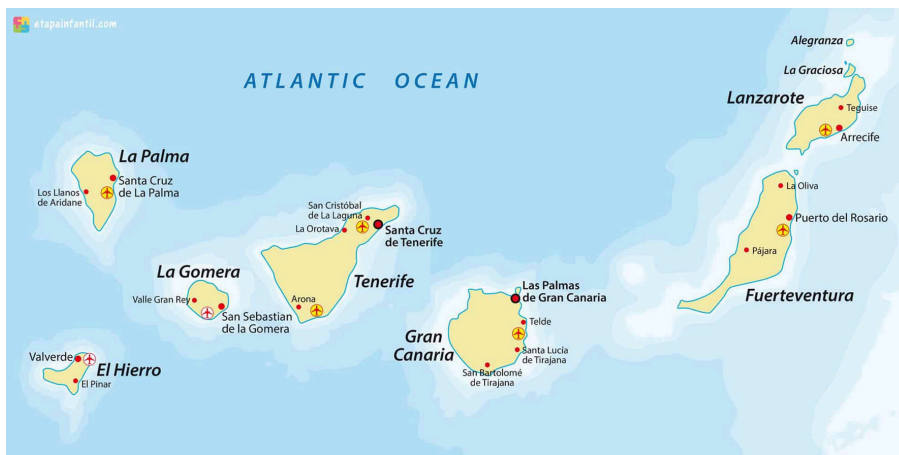 etapainfantil.com
ATLANTIC OCEAN
Alegranza
La Graciosa
Lanzarote
Teguise
Arrecife
La Palma
Santa Cruz
de La Palma
Los Llanos
de Aridane
La Oliva
Puerto del Rosario
Pájara
Fuerteventura
San Cristóbal
de La Laguna
La Orotava
Santa Cruz
de Tenerife
Tenerife
Arona
La Gomera
Valle Gran Rey
San Sebastian
de la Gomera
Las Palmas
de Gran Canaria
Telde
Gran
Canaria
Santa Lucía
de Tirajana
San Bartolomé
de Tirajana
Valverde
El Hierro
El Pinar